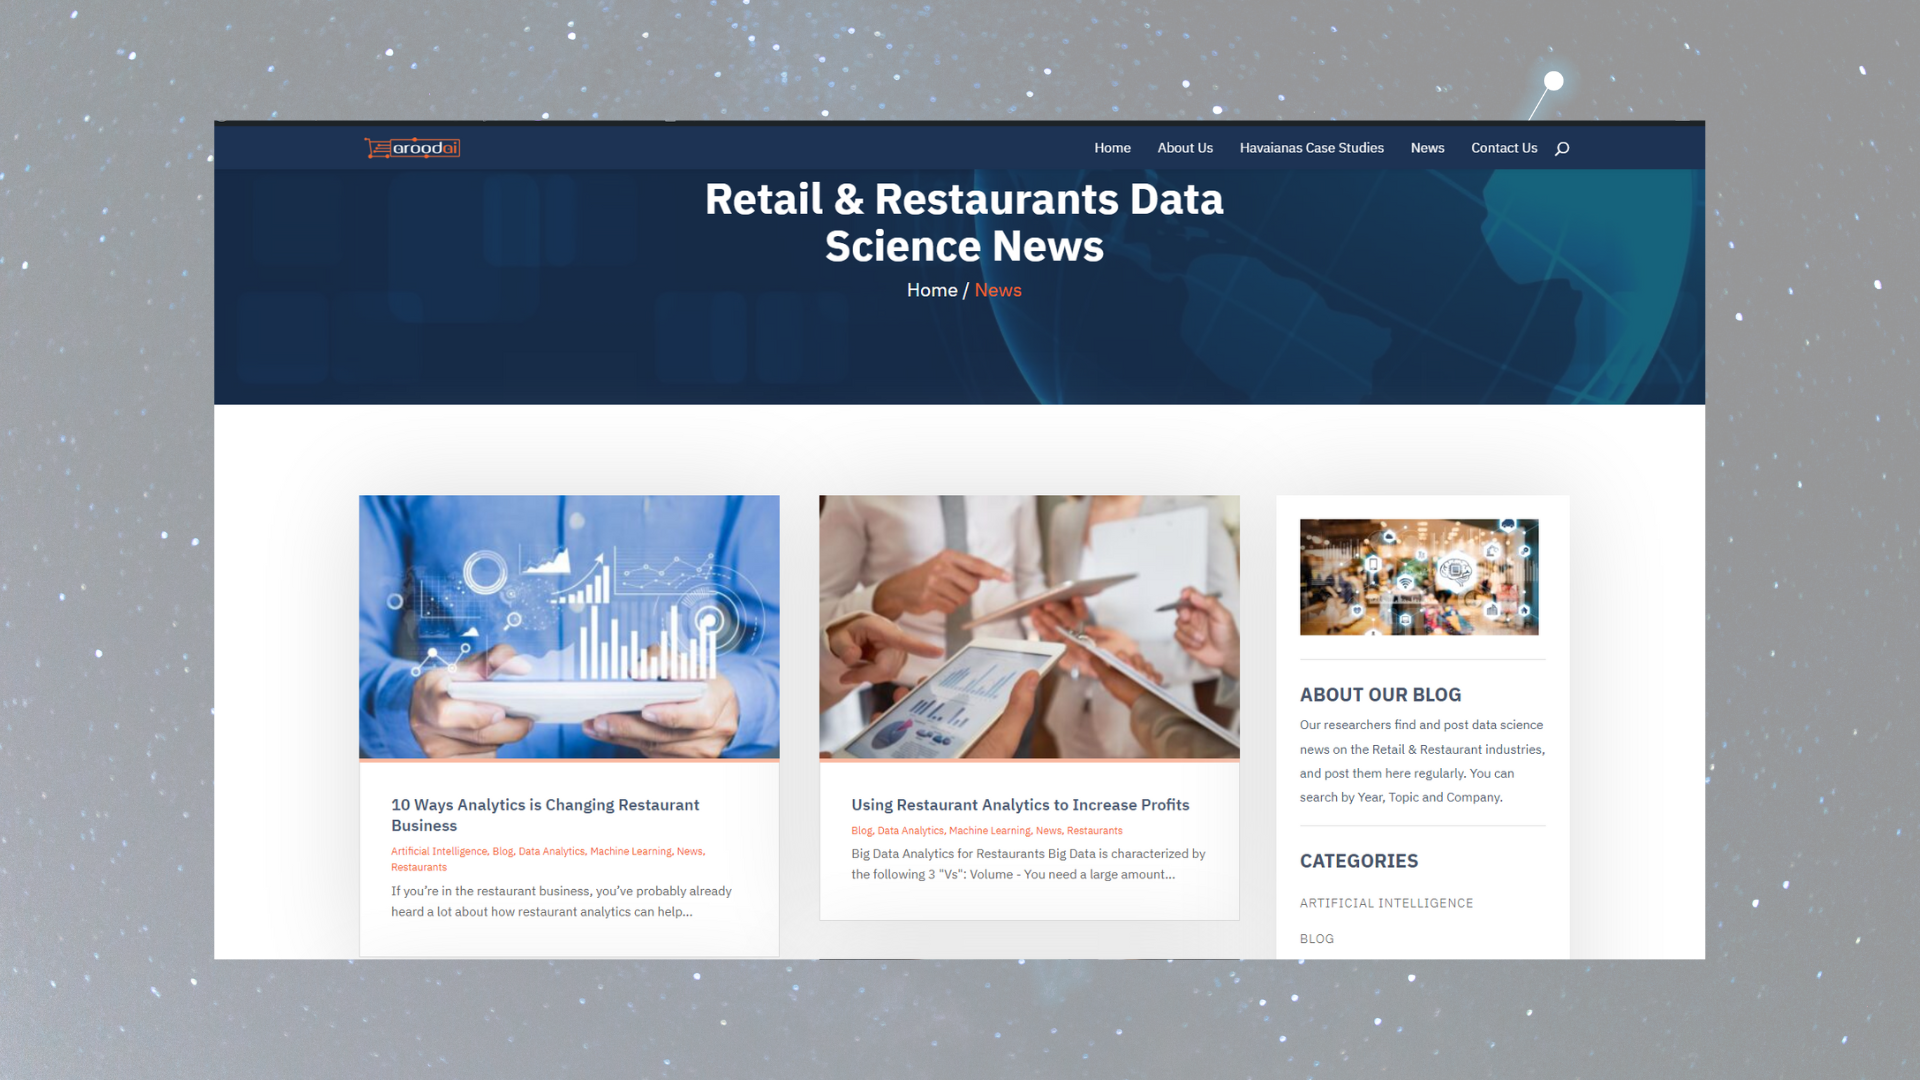 aroodai
Home
About Us
Havaianas Case Studies
News
Contact Us
Retail & Restaurants Data
Science News
Home / News
10 Ways Analytics is Changing Restaurant
Business
Artificial Intelligence, Blog, Data Analytics, Machine Learning, News,
Restaurants
If you’re in the restaurant business, you’ve probably already
heard a lot about how restaurant analytics can help...
Using Restaurant Analytics to Increase Profits
Blog, Data Analytics, Machine Learning, News, Restaurants
Big Data Analytics for Restaurants Big Data is characterized by
the following 3 "Vs": Volume - You need a large amount...
ABOUT OUR BLOG
Our researchers find and post data science
news on the Retail & Restaurant industries,
and post them here regularly. You can
search by Year, Topic and Company.
CATEGORIES
ARTIFICIAL INTELLIGENCE
BLOG